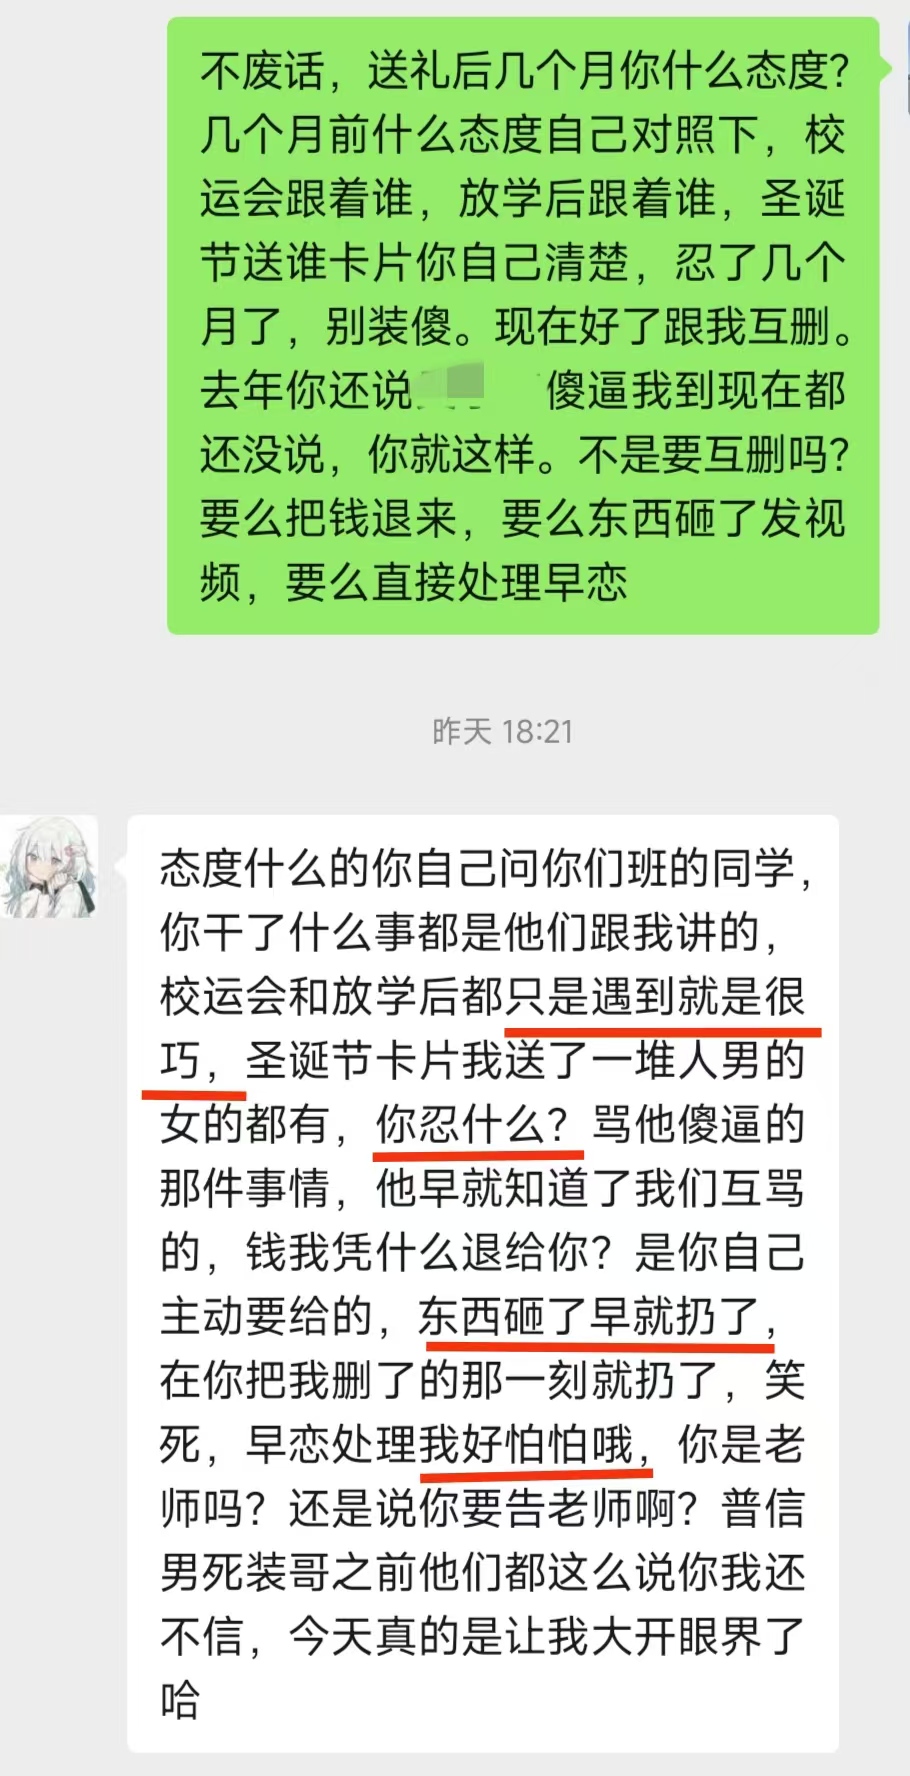 不废话，送礼后几个月你什么态度？
几个月前什么态度自己对照下，校
运会跟着谁，放学后跟着谁，圣诞
节送谁卡片你自己清楚，忍了几个
月了，别装傻。现在好了跟我互删。
去年你还说 傻逼我到现在都
还没说，你就这样。不是要互删吗？
要么把钱退来，要么东西砸了发视
频，要么直接处理早恋
昨天 18:21
态度什么的你自己问你们班的同学，
你干了什么事都是他们跟我讲的，
校运会和放学后都只是遇到就是很
巧，圣诞节卡片我送了一堆人男的
女的都有，你忍什么？骂他傻逼的
那件事情，他早就知道了我们互骂
的，钱我凭什么退给你？是你自己
主动要给的，东西砸了早就扔了，
在你把我删了的那一刻就扔了，笑
死，早恋处理我好怕怕哦，你是老
师吗？还是说你要告老师啊？普信
男死装哥之前他们都这么说你我还
不信，今天真的是让我大开眼界了
哈